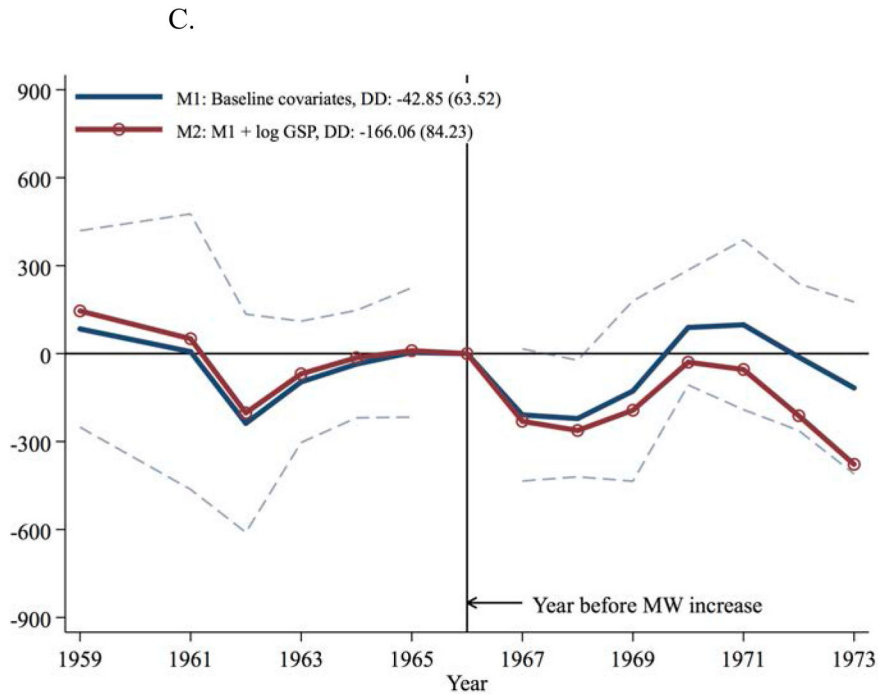 C.
900
M1: Baseline covariates, DD: -42.85 (63.52)
M2: M1 + log GSP, DD: -166.06 (84.23)
600
300
0
-300
-600
-900
Year before MW increase
1959 1961 1963 1965 1967 1969 1971 1973
Year